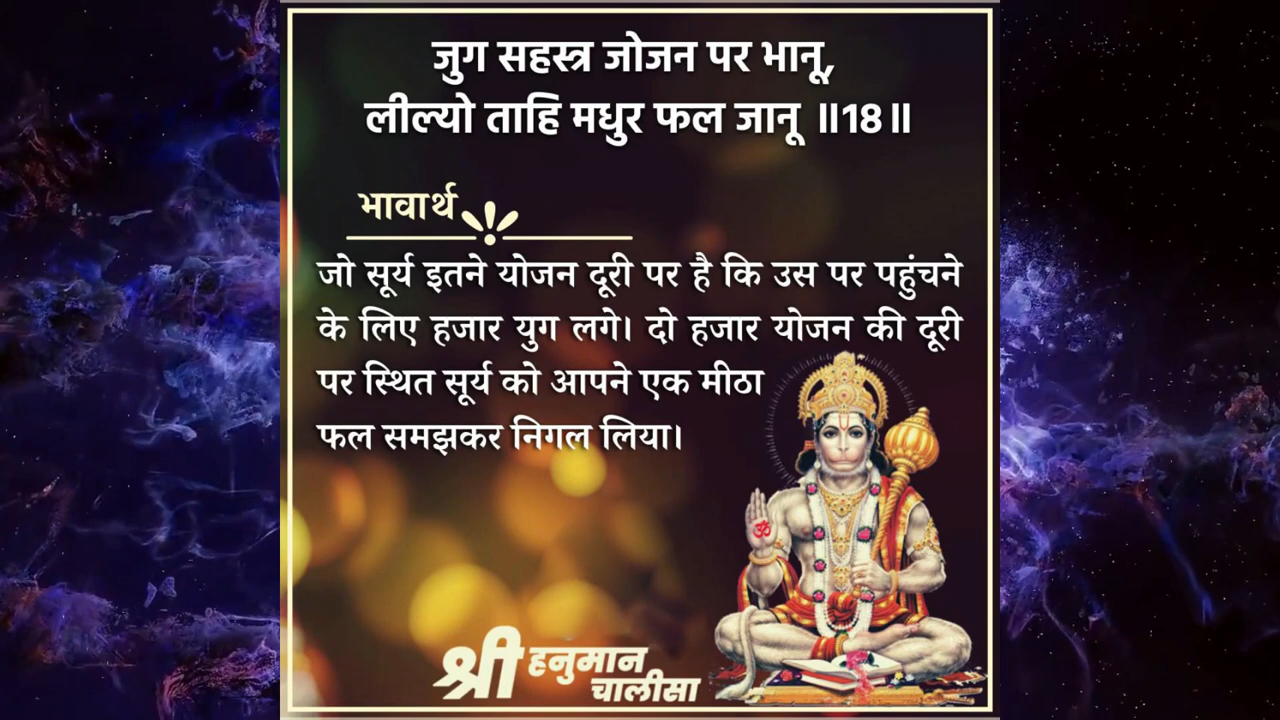 जुग सहस्त्र जोजन पर भानू,
लील्यो ताहि मधुर फल जानू ॥18॥
भावार्थ
जो सूर्य इतने योजन दूरी पर है कि उस पर पहुंचने
के लिए हजार युग लगे। दो हजार योजन की दूरी
पर स्थित सूर्य को आपने एक मीठा
फल समझकर निगल लिया।
ॐ
श्री हनुमान
चालीसा